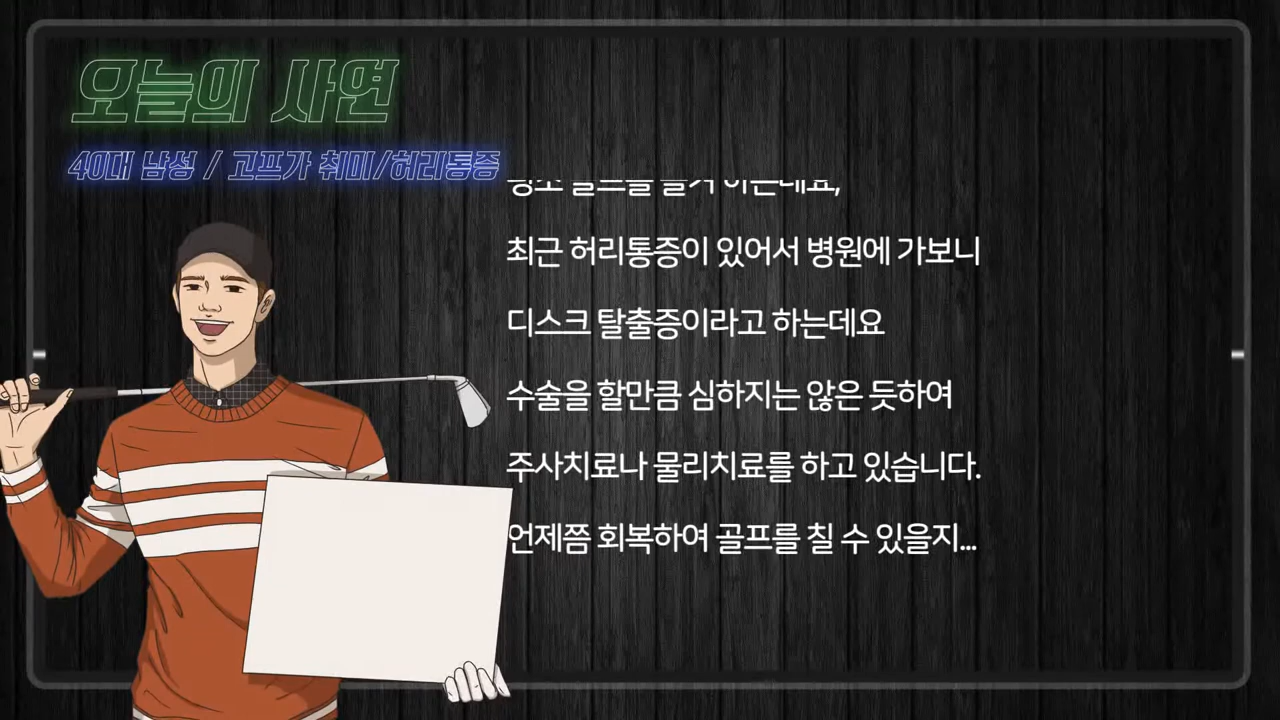 오늘의 사연
40대 남성 / 고프가 취미/허리통증
최근 허리통증이 있어서 병원에 가보니
디스크 탈출증이라고 하는데요
수술을 할만큼 심하지는 않은 듯하여
주사치료나 물리치료를 하고 있습니다.
언제쯤 회복하여 골프를 칠 수 있을지...